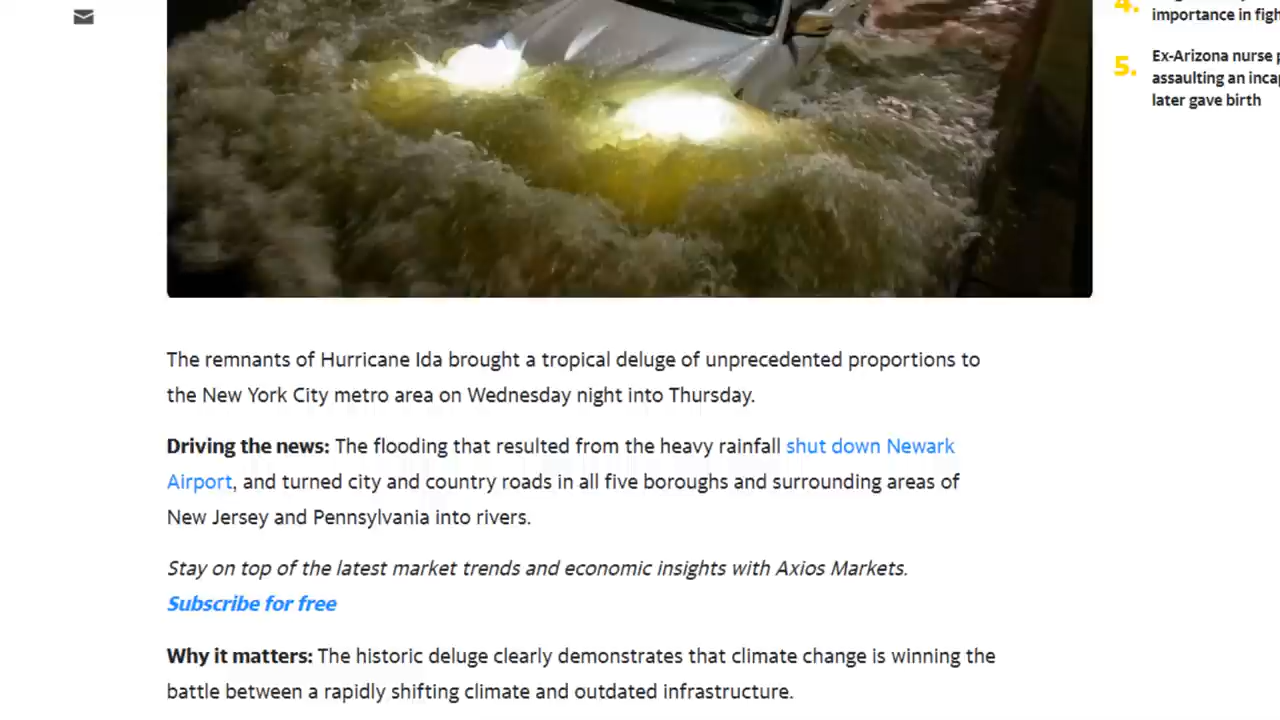 4.
importance in figh
5.
Ex-Arizona nurse p
assaulting an incap
later gave birth
The remnants of Hurricane Ida brought a tropical deluge of unprecedented proportions to
the New York City metro area on Wednesday night into Thursday.
Driving the news: The flooding that resulted from the heavy rainfall shut down Newark
Airport, and turned city and country roads in all five boroughs and surrounding areas of
New Jersey and Pennsylvania into rivers.
Stay on top of the latest market trends and economic insights with Axios Markets.
Subscribe for free
Why it matters: The historic deluge clearly demonstrates that climate change is winning the
battle between a rapidly shifting climate and outdated infrastructure.